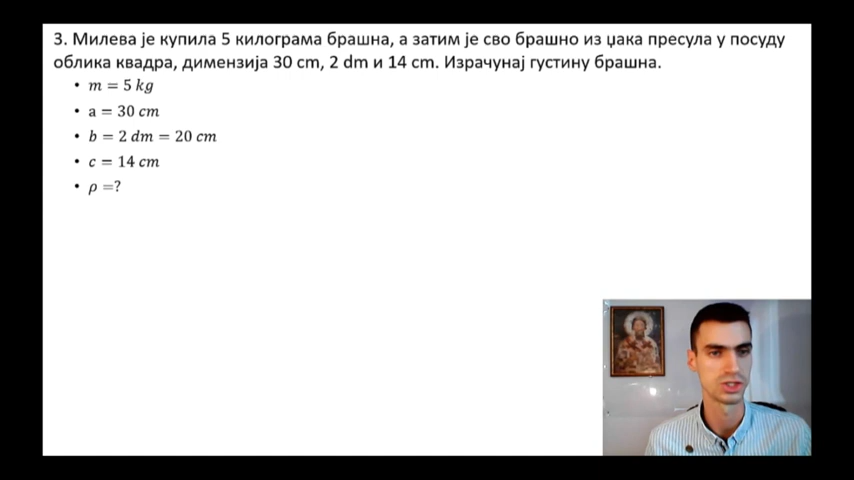 3. Милева је купила 5 килограма брашна, а затим је сво брашно из џака пресула у посуду
облика квадра, димензија 30 cm, 2 dm и 14 cm. Израчунај густину брашна.
• m = 5 kg
• a = 30 cm
• b = 2 dm = 20 cm
• c = 14 cm
• ρ =?